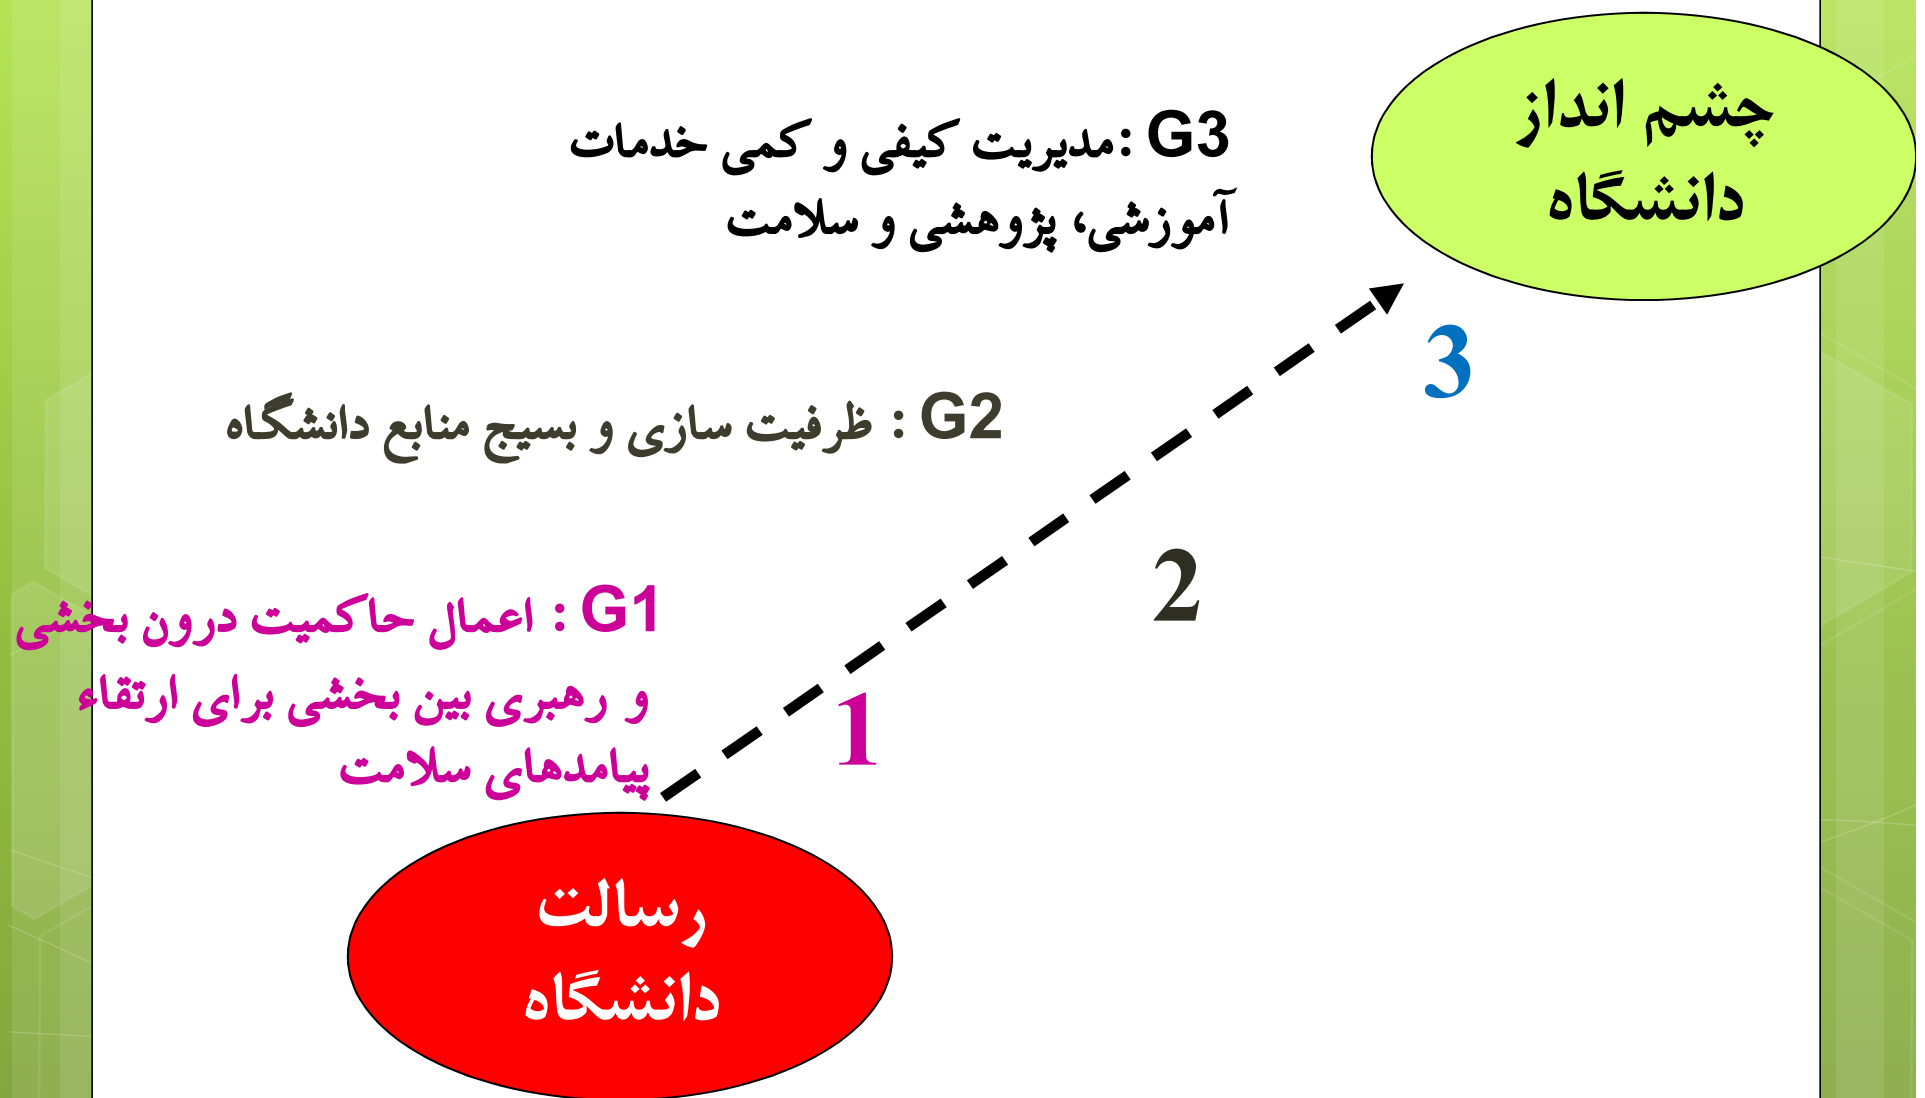 چشم انداز
دانشگاه
G3 :مدیریت کیفی و کمی خدمات
آموزشی، پژوهشی و سلامت
3
G2 : ظرفیت سازی و بسیج منابع دانشگاه
2
G1 : اعمال حاکمیت درون بخشی
و رهبری بین بخشی برای ارتقاء
پیامدهای سلامت
1
رسالت
دانشگاه